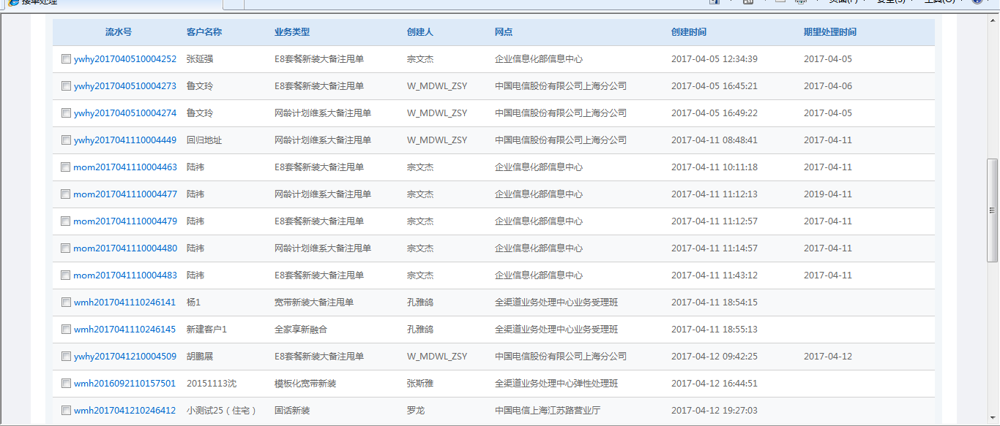 接单处理
页面(P) 安全(S) 工具(O)
流水号 客户名称 业务类型 创建人 网点 创建时间 期望处理时间
ywhy2017040510004252 张延强 E8套餐新装大备注甩单 宗文杰 企业信息化部信息中心 2017-04-05 12:34:39 2017-04-05
ywhy2017040510004273 鲁文玲 E8套餐新装大备注甩单 W_MDWL_ZSY 中国电信股份有限公司上海分公司 2017-04-05 16:45:21 2017-04-06
ywhy2017040510004274 鲁文玲 网龄计划维系大备注甩单 W_MDWL_ZSY 中国电信股份有限公司上海分公司 2017-04-05 16:49:22 2017-04-05
ywhy2017041110004449 回归地址 网龄计划维系大备注甩单 W_MDWL_ZSY 中国电信股份有限公司上海分公司 2017-04-11 08:48:41 2017-04-11
mom2017041110004463 陆祎 E8套餐新装大备注甩单 宗文杰 企业信息化部信息中心 2017-04-11 10:11:18 2017-04-11
mom2017041110004477 陆祎 网龄计划维系大备注甩单 宗文杰 企业信息化部信息中心 2017-04-11 11:12:13 2019-04-11
mom2017041110004479 陆祎 E8套餐新装大备注甩单 宗文杰 企业信息化部信息中心 2017-04-11 11:12:57 2017-04-11
mom2017041110004480 陆祎 网龄计划维系大备注甩单 宗文杰 企业信息化部信息中心 2017-04-11 11:14:57 2017-04-11
mom2017041110004483 陆祎 E8套餐新装大备注甩单 宗文杰 企业信息化部信息中心 2017-04-11 11:43:12 2017-04-11
wmh2017041110246141 杨1 宽带新装大备注甩单 孔雅鸽 全渠道业务处理中心业务受理班 2017-04-11 18:54:15
wmh2017041110246145 新建客户1 全家享新融合 孔雅鸽 全渠道业务处理中心业务受理班 2017-04-11 18:55:13
ywhy2017041210004509 胡鹏展 E8套餐新装大备注甩单 W_MDWL_ZSY 中国电信股份有限公司上海分公司 2017-04-12 09:42:25 2017-04-12
wmh2016092110157501 20151113沈 模板化宽带新装 张斯雅 全渠道业务处理中心弹性处理班 2017-04-12 16:44:51
wmh2017041210246412 小测试25（住宅） 固话新装 罗龙 中国电信上海江苏路营业厅 2017-04-12 19:27:03